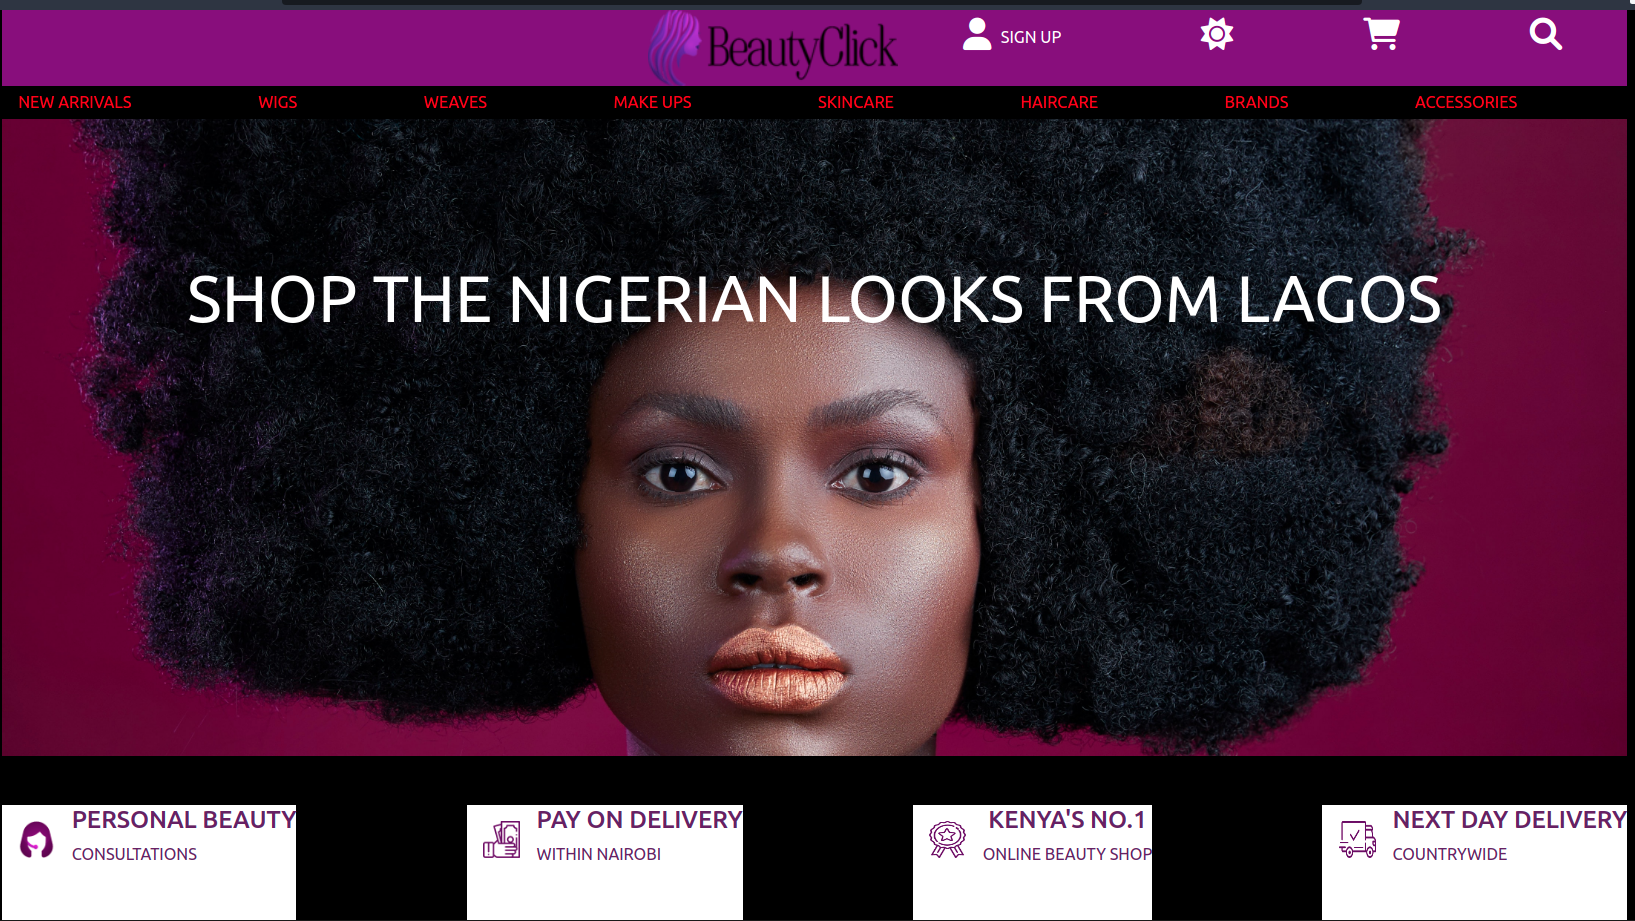 BeautyClick
SIGN UP
NEW ARRIVALS WIGS WEAVES MAKE UPS SKINCARE HAIRCARE BRANDS ACCESSORIES
SHOP THE NIGERIAN LOOKS FROM LAGOS
PERSONAL BEAUTY
CONSULTATIONS
PAY ON DELIVERY
WITHIN NAIROBI
KENYA'S NO.1
ONLINE BEAUTY SHOP
NEXT DAY DELIVERY
COUNTRYWIDE